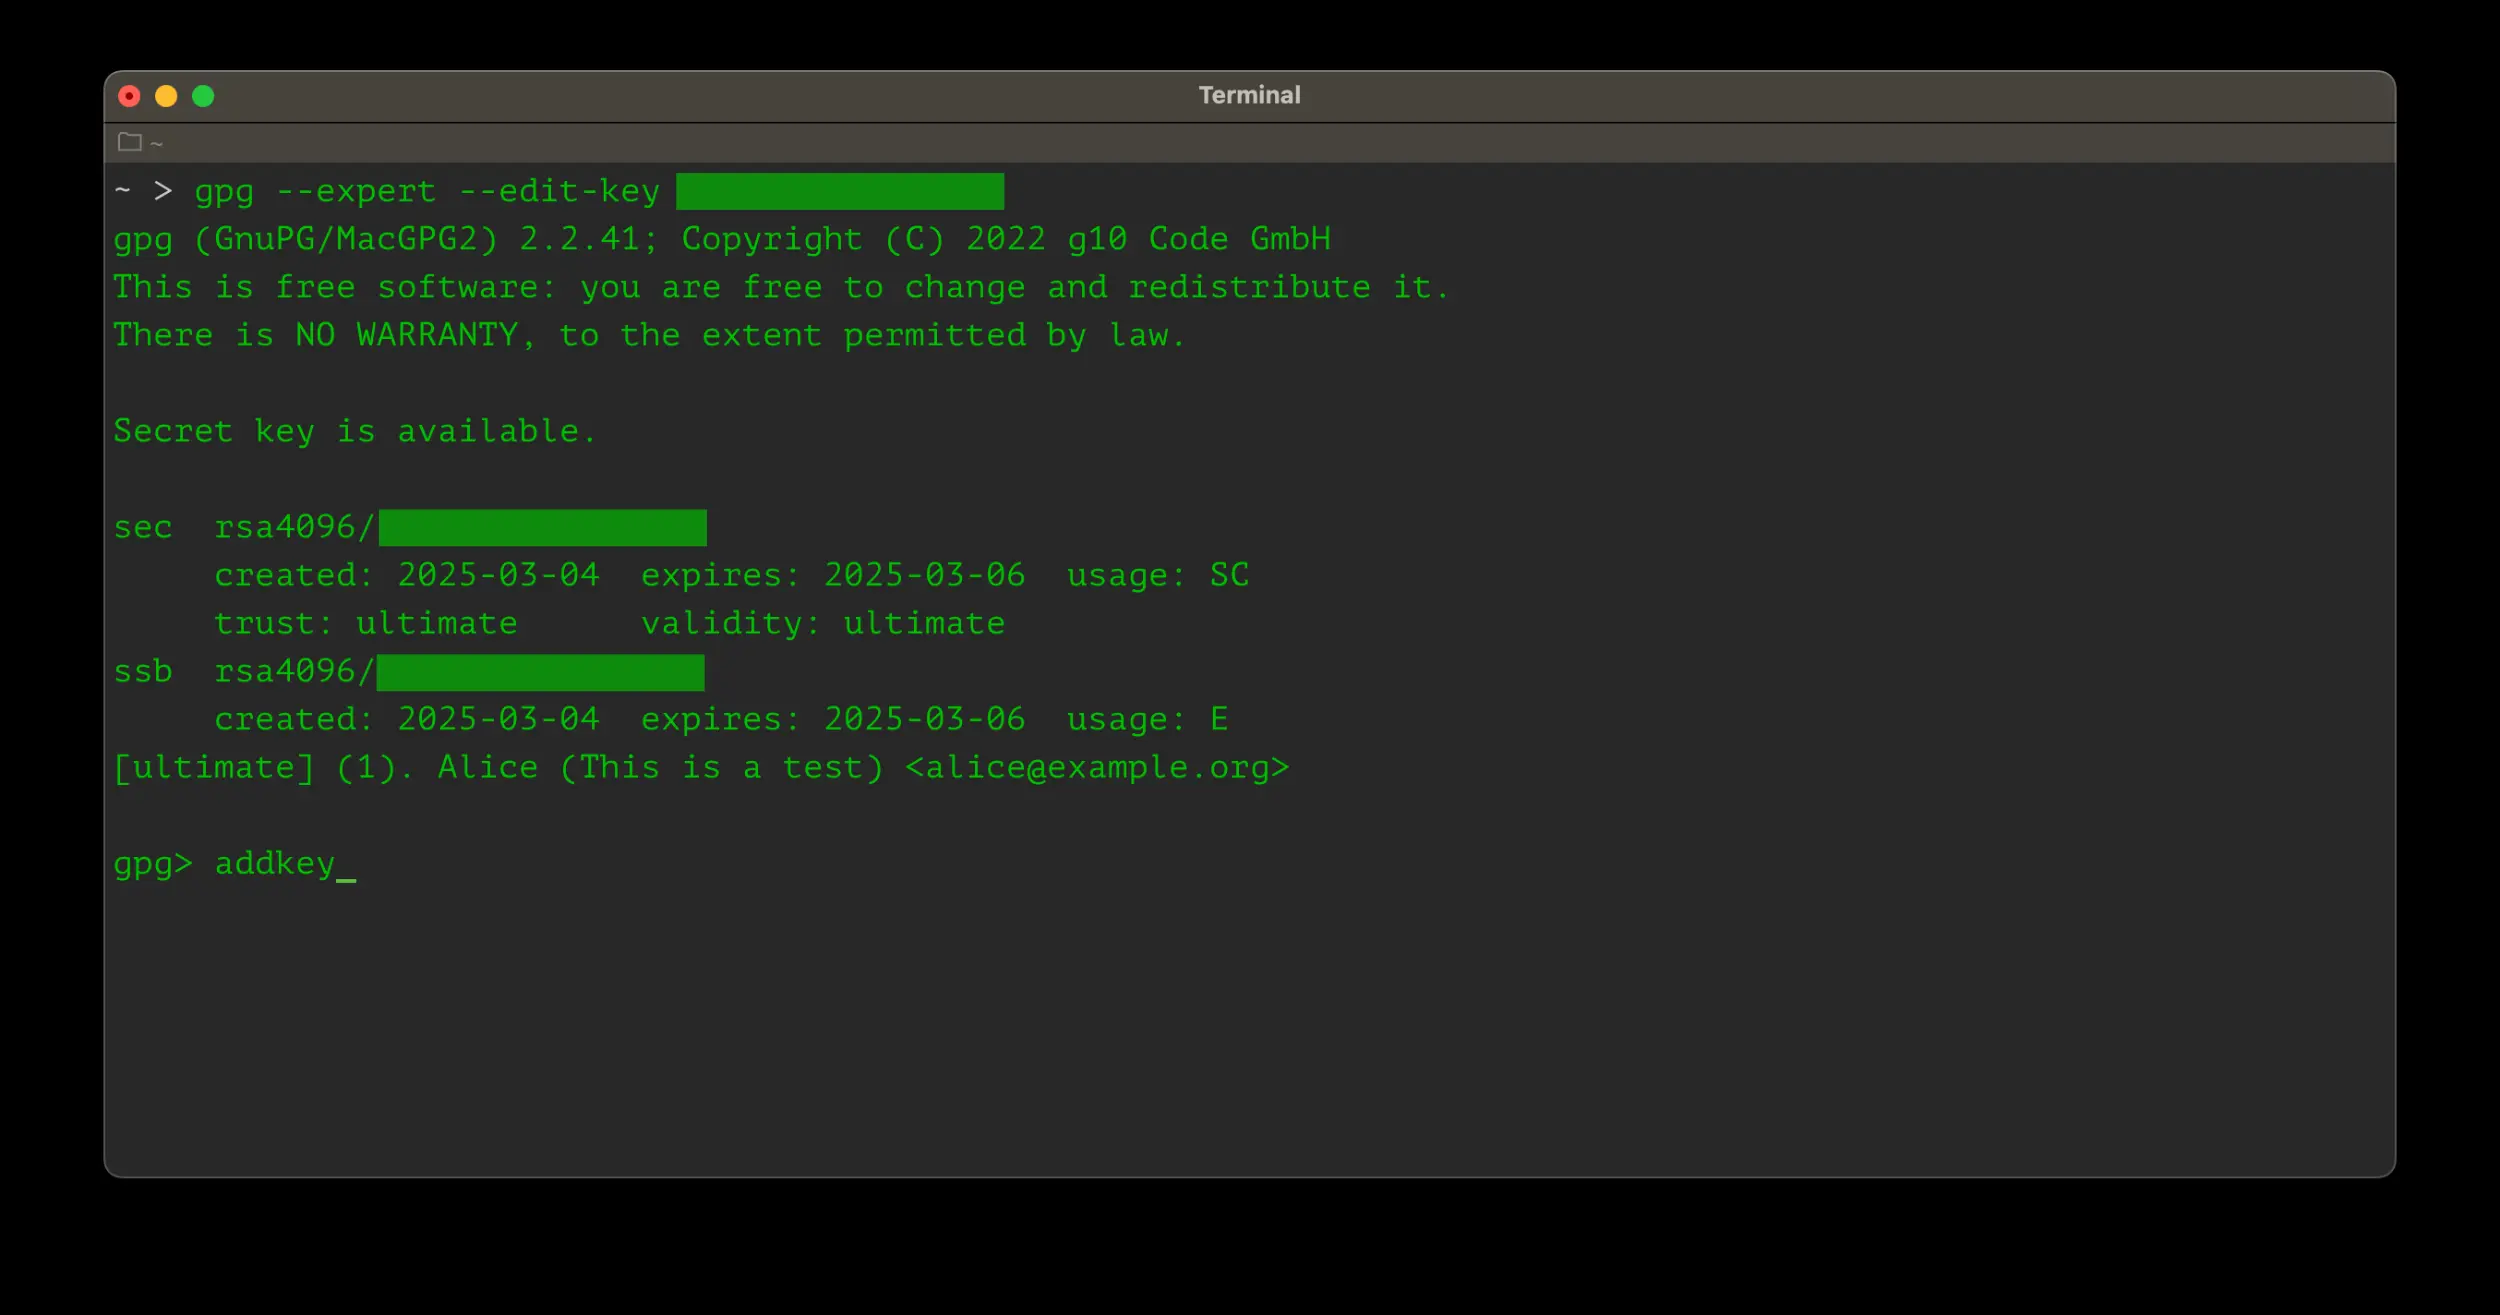 Terminal
~
~ > gpg --expert --edit-key
gpg (GnuPG/MacGPG2) 2.2.41; Copyright (C) 2022 g10 Code GmbH
This is free software: you are free to change and redistribute it.
There is NO WARRANTY, to the extent permitted by law.
Secret key is available.
sec  rsa4096/
created: 2025-03-04  expires: 2025-03-06  usage: SC
trust: ultimate      validity: ultimate
ssb  rsa4096/
created: 2025-03-04  expires: 2025-03-06  usage: E
[ultimate] (1). Alice (This is a test) <alice@example.org>
gpg> addkey_